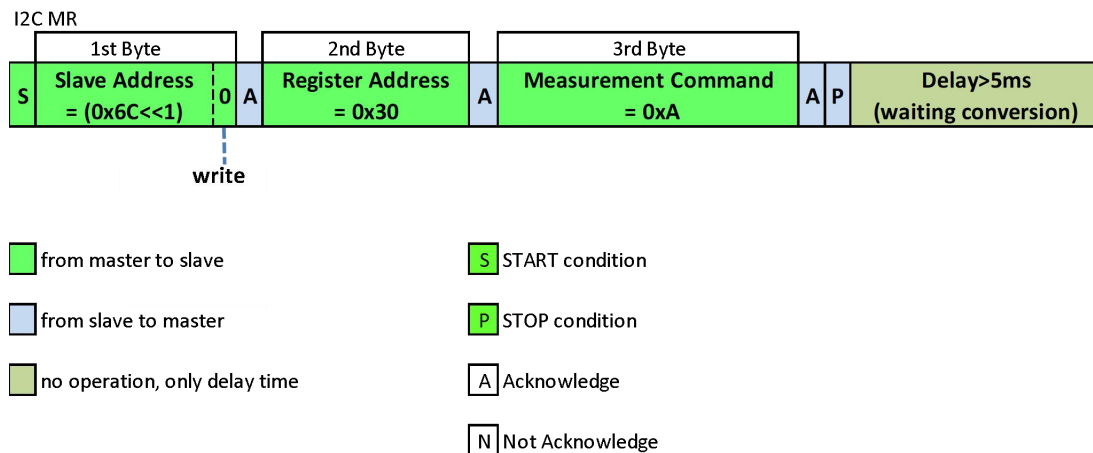 I2C MR
1st Byte
2nd Byte
3rd Byte
S
Slave Address
= (0x6C<<1)
0
A
Register Address
= 0x30
A
Measurement Command
= 0xA
A
P
Delay>5ms
(waiting conversion)
write
from master to slave
S START condition
from slave to master
P STOP condition
no operation, only delay time
A Acknowledge
N Not Acknowledge